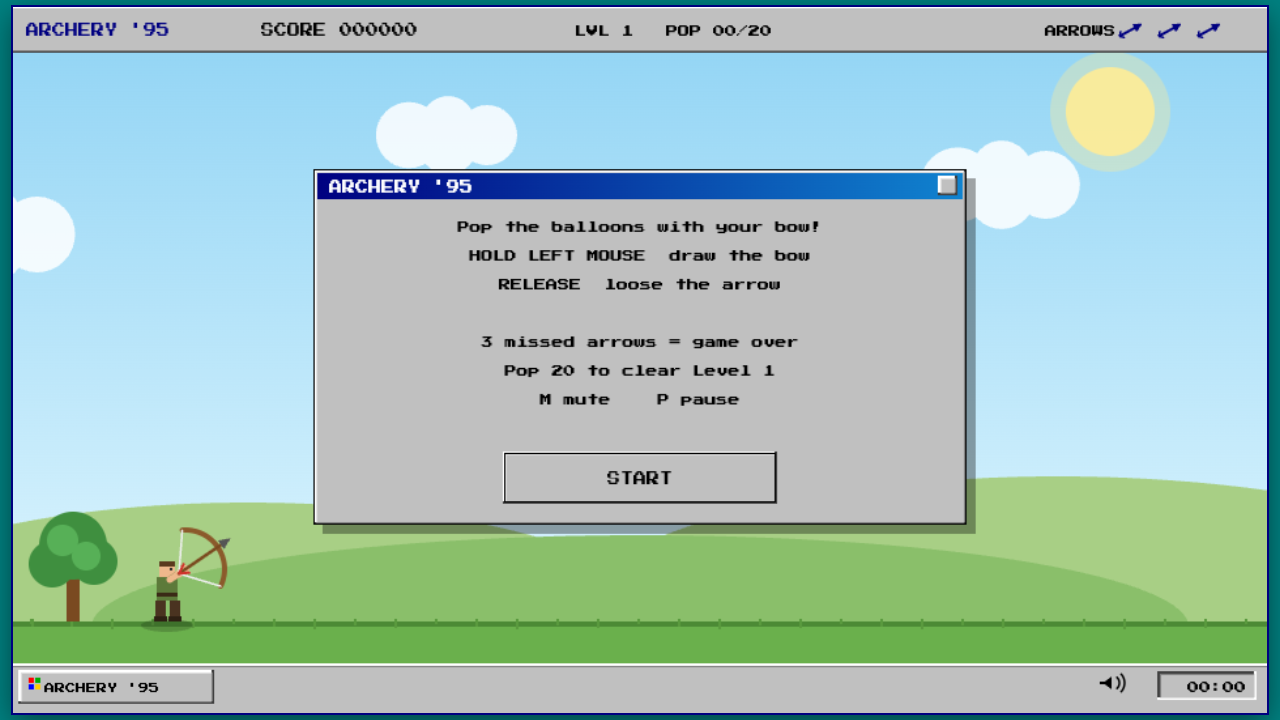 ARCHERY '95 SCORE 000000 LVL 1 POP 00/20 ARROWS
ARCHERY '95
Pop the balloons with your bow!
HOLD LEFT MOUSE draw the bow
RELEASE loose the arrow
3 missed arrows = game over
Pop 20 to clear Level 1
M mute P pause
START
ARCHERY '95 00:00